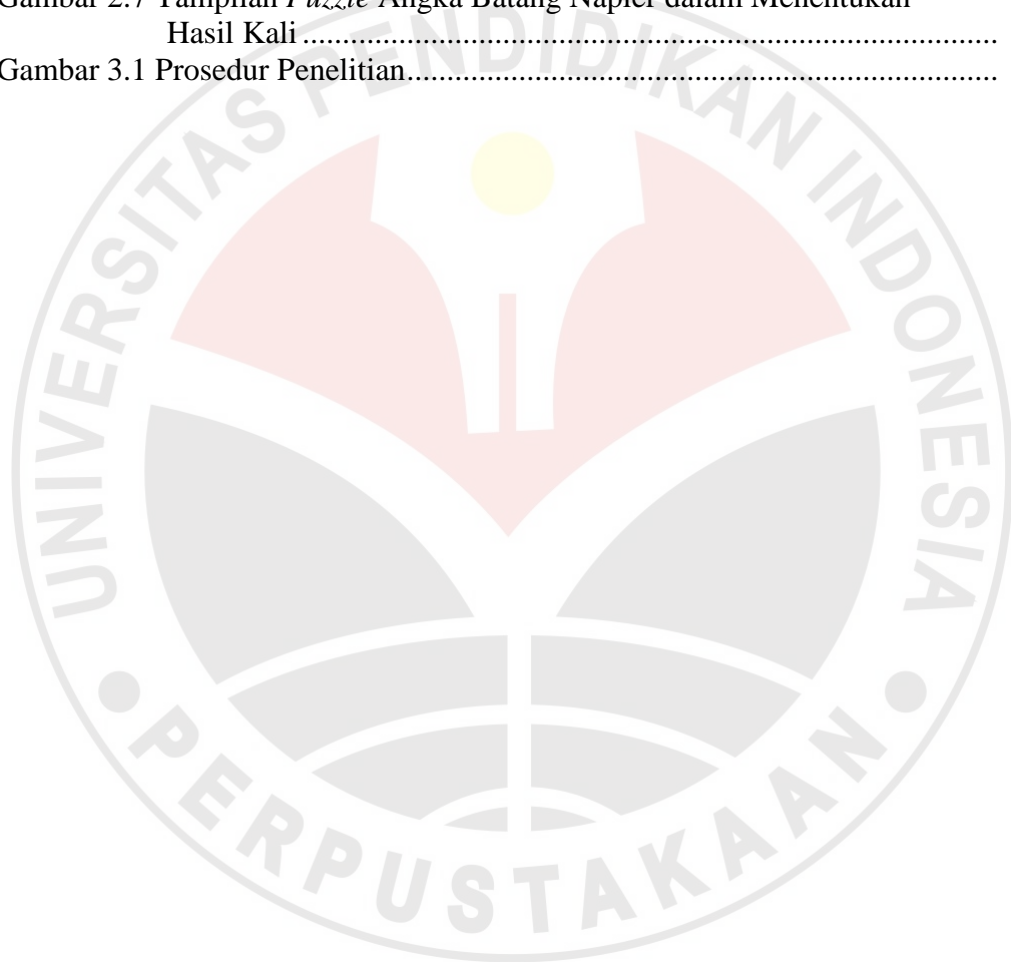 Gambar 2.7 Tampilan Puzzle Angka Batang Napier dalam Menentukan
Hasil Kali ........................................................................................
Gambar 3.1 Prosedur Penelitian...........................................................................
UNIVERSITAS PENDIDIKAN INDONESIA
PERPUSTAKAAN